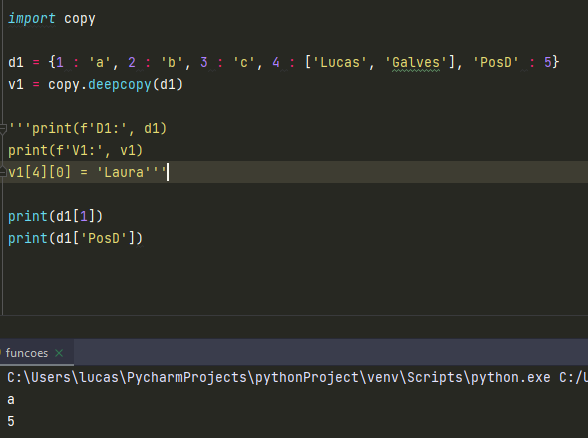 import copy
d1 = {1 : 'a', 2 : 'b', 3 : 'c', 4 : ['Lucas', 'Galves'], 'PosD' : 5}
v1 = copy.deepcopy(d1)
'''print(f'D1:', d1)
print(f'V1:', v1)
v1[4][0] = 'Laura'''
print(d1[1])
print(d1['PosD'])
funcoes
C:\Users\lucas\PycharmProjects\pythonProject\venv\Scripts\python.exe C:/U
a
5